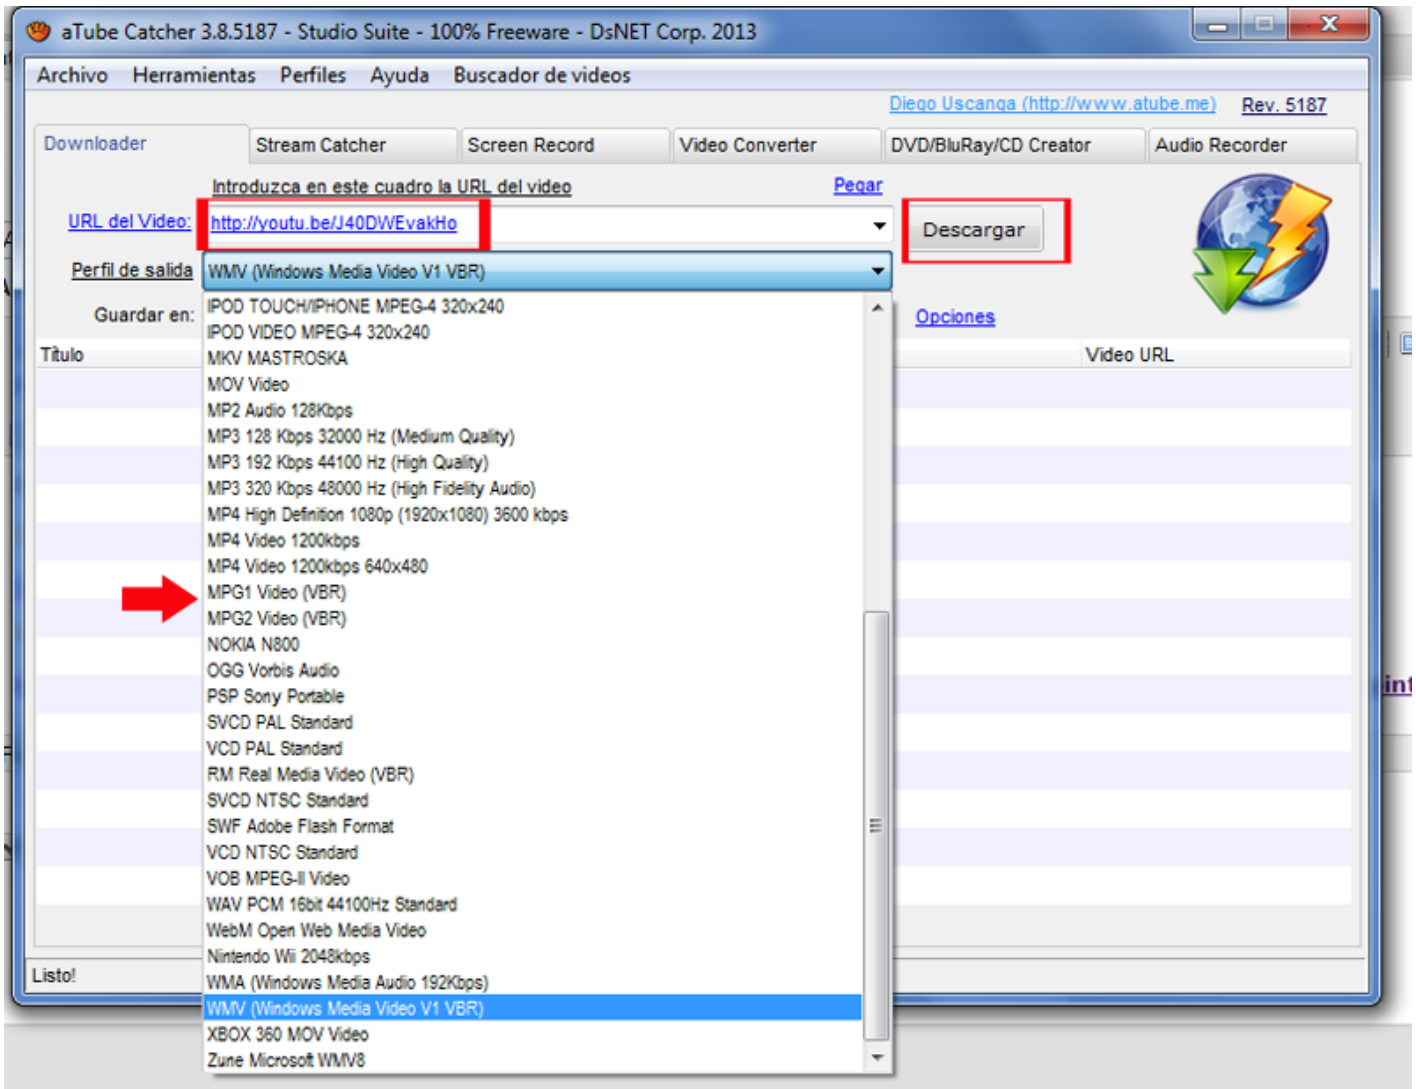 aTube Catcher 3.8.5187 - Studio Suite - 100% Freeware - DsNET Corp. 2013
Archivo Herramientas Perfiles Ayuda Buscador de videos
Diego Uscanga (http://www.atube.me) Rev. 5187
Downloader Stream Catcher Screen Record Video Converter DVD/BluRay/CD Creator Audio Recorder
Introduzca en este cuadro la URL del video Pegar
URL del Video: http://youtu.be/J40DWEvakHo Descargar
Perfil de salida WMV (Windows Media Video V1 VBR)
IPOD TOUCH/IPHONE MPEG-4 320x240
Guardar en: Opciones
IPOD VIDEO MPEG-4 320x240
Título Video URL
MKV MASTROSKA
MOV Video
MP2 Audio 128Kbps
MP3 128 Kbps 32000 Hz (Medium Quality)
MP3 192 Kbps 44100 Hz (High Quality)
MP3 320 Kbps 48000 Hz (High Fidelity Audio)
MP4 High Definition 1080p (1920x1080) 3600 kbps
MP4 Video 1200kbps
MP4 Video 1200kbps 640x480
MPG1 Video (VBR)
MPG2 Video (VBR)
NOKIA N800
OGG Vorbis Audio
PSP Sony Portable
SVCD PAL Standard
VCD PAL Standard
RM Real Media Video (VBR)
SVCD NTSC Standard
SWF Adobe Flash Format
VCD NTSC Standard
VOB MPEG-II Video
WAV PCM 16bit 44100Hz Standard
WebM Open Web Media Video
Nintendo Wii 2048kbps
WMA (Windows Media Audio 192Kbps)
WMV (Windows Media Video V1 VBR)
XBOX 360 MOV Video
Zune Microsoft WMV8
Listo!